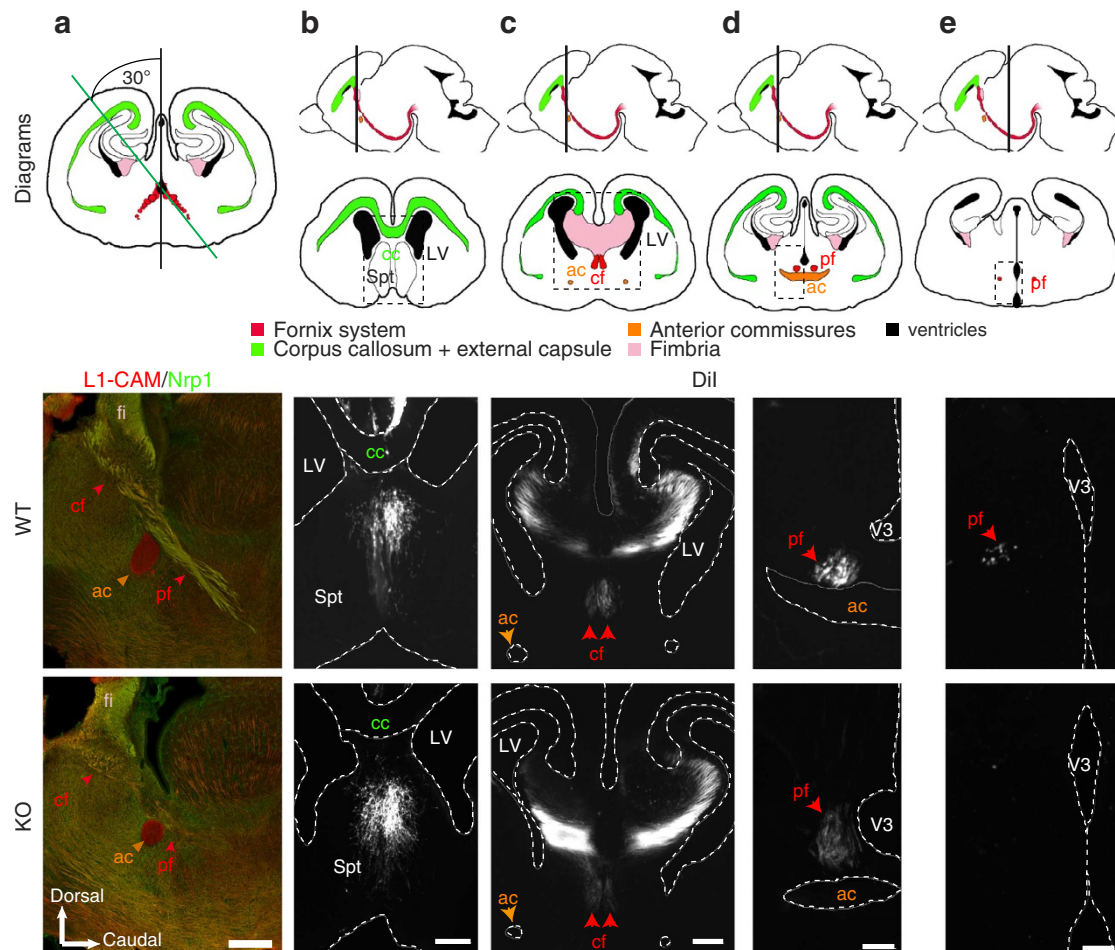 a b c d e
30°
Diagrams
cc
Spt
LV
ac
cf
LV
pf
ac
pf
Fornix system
Anterior commissures
ventricles
Corpus callosum + external capsule
Fimbria
L1-CAM/Nrp1
DiI
WT
fi
cf
ac
pf
LV
cc
Spt
LV
ac
cf
V3
pf
ac
V3
pf
KO
fi
cf
ac
pf
Dorsal
Caudal
cc
LV
Spt
LV
ac
cf
pf
V3
ac
V3